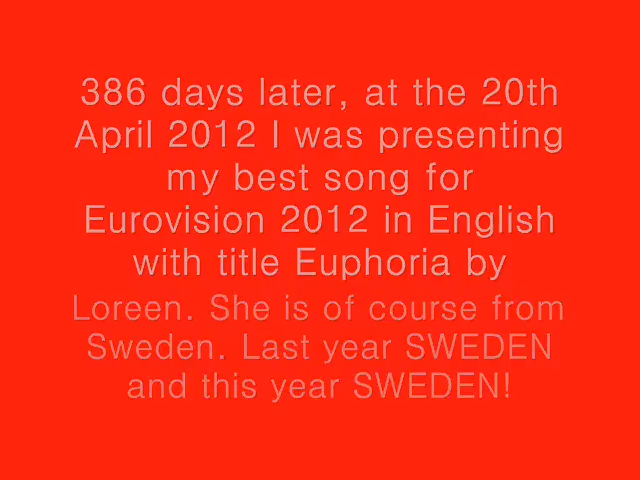 386 days later, at the 20th
April 2012 I was presenting
my best song for
Eurovision 2012 in English
with title Euphoria by
Loreen. She is of course from
Sweden. Last year SWEDEN
and this year SWEDEN!